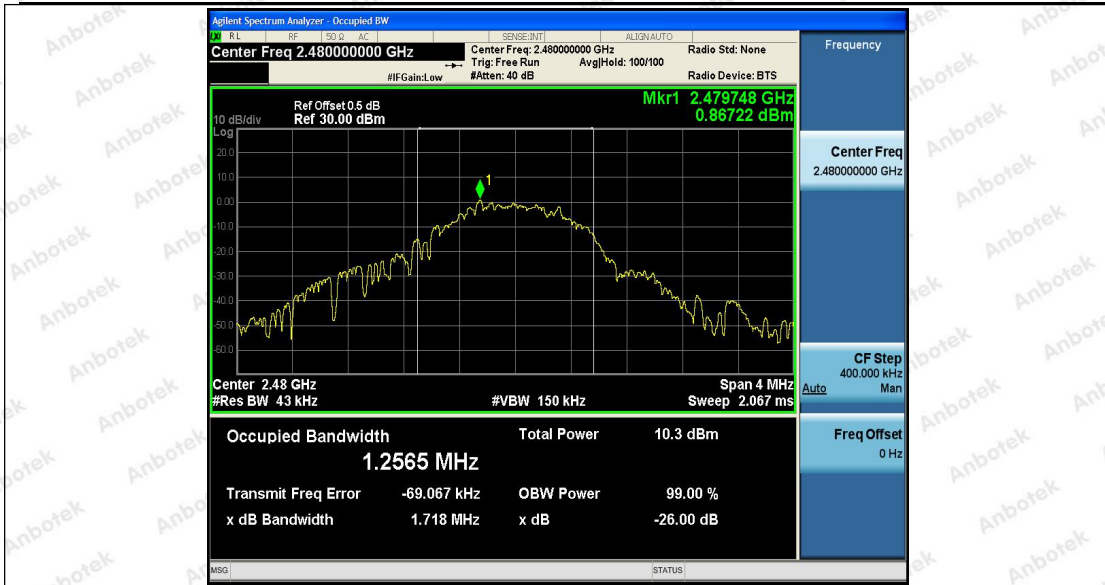 Agilent Spectrum Analyzer - Occupied BW
LXI RL RF 50 Ω AC SENSE:INT ALIGN AUTO
Center Freq 2.480000000 GHz
Center Freq: 2.480000000 GHz Radio Std: None
Trig: Free Run Avg|Hold: 100/100
#IFGain:Low #Atten: 40 dB Radio Device: BTS
Mkr1 2.479748 GHz
0.86722 dBm
Ref Offset 0.5 dB
10 dB/div Ref 30.00 dBm
Log
20.0
10.0
0.00
-10.0
-20.0
-30.0
-40.0
-50.0
-60.0
1
Center 2.48 GHz Span 4 MHz
#Res BW 43 kHz #VBW 150 kHz Sweep 2.067 ms
Occupied Bandwidth Total Power 10.3 dBm
1.2565 MHz
Transmit Freq Error -69.067 kHz OBW Power 99.00 %
x dB Bandwidth 1.718 MHz x dB -26.00 dB
MSG STATUS
Frequency
Center Freq
2.480000000 GHz
CF Step
400.000 kHz
Auto Man
Freq Offset
0 Hz
Anbotek